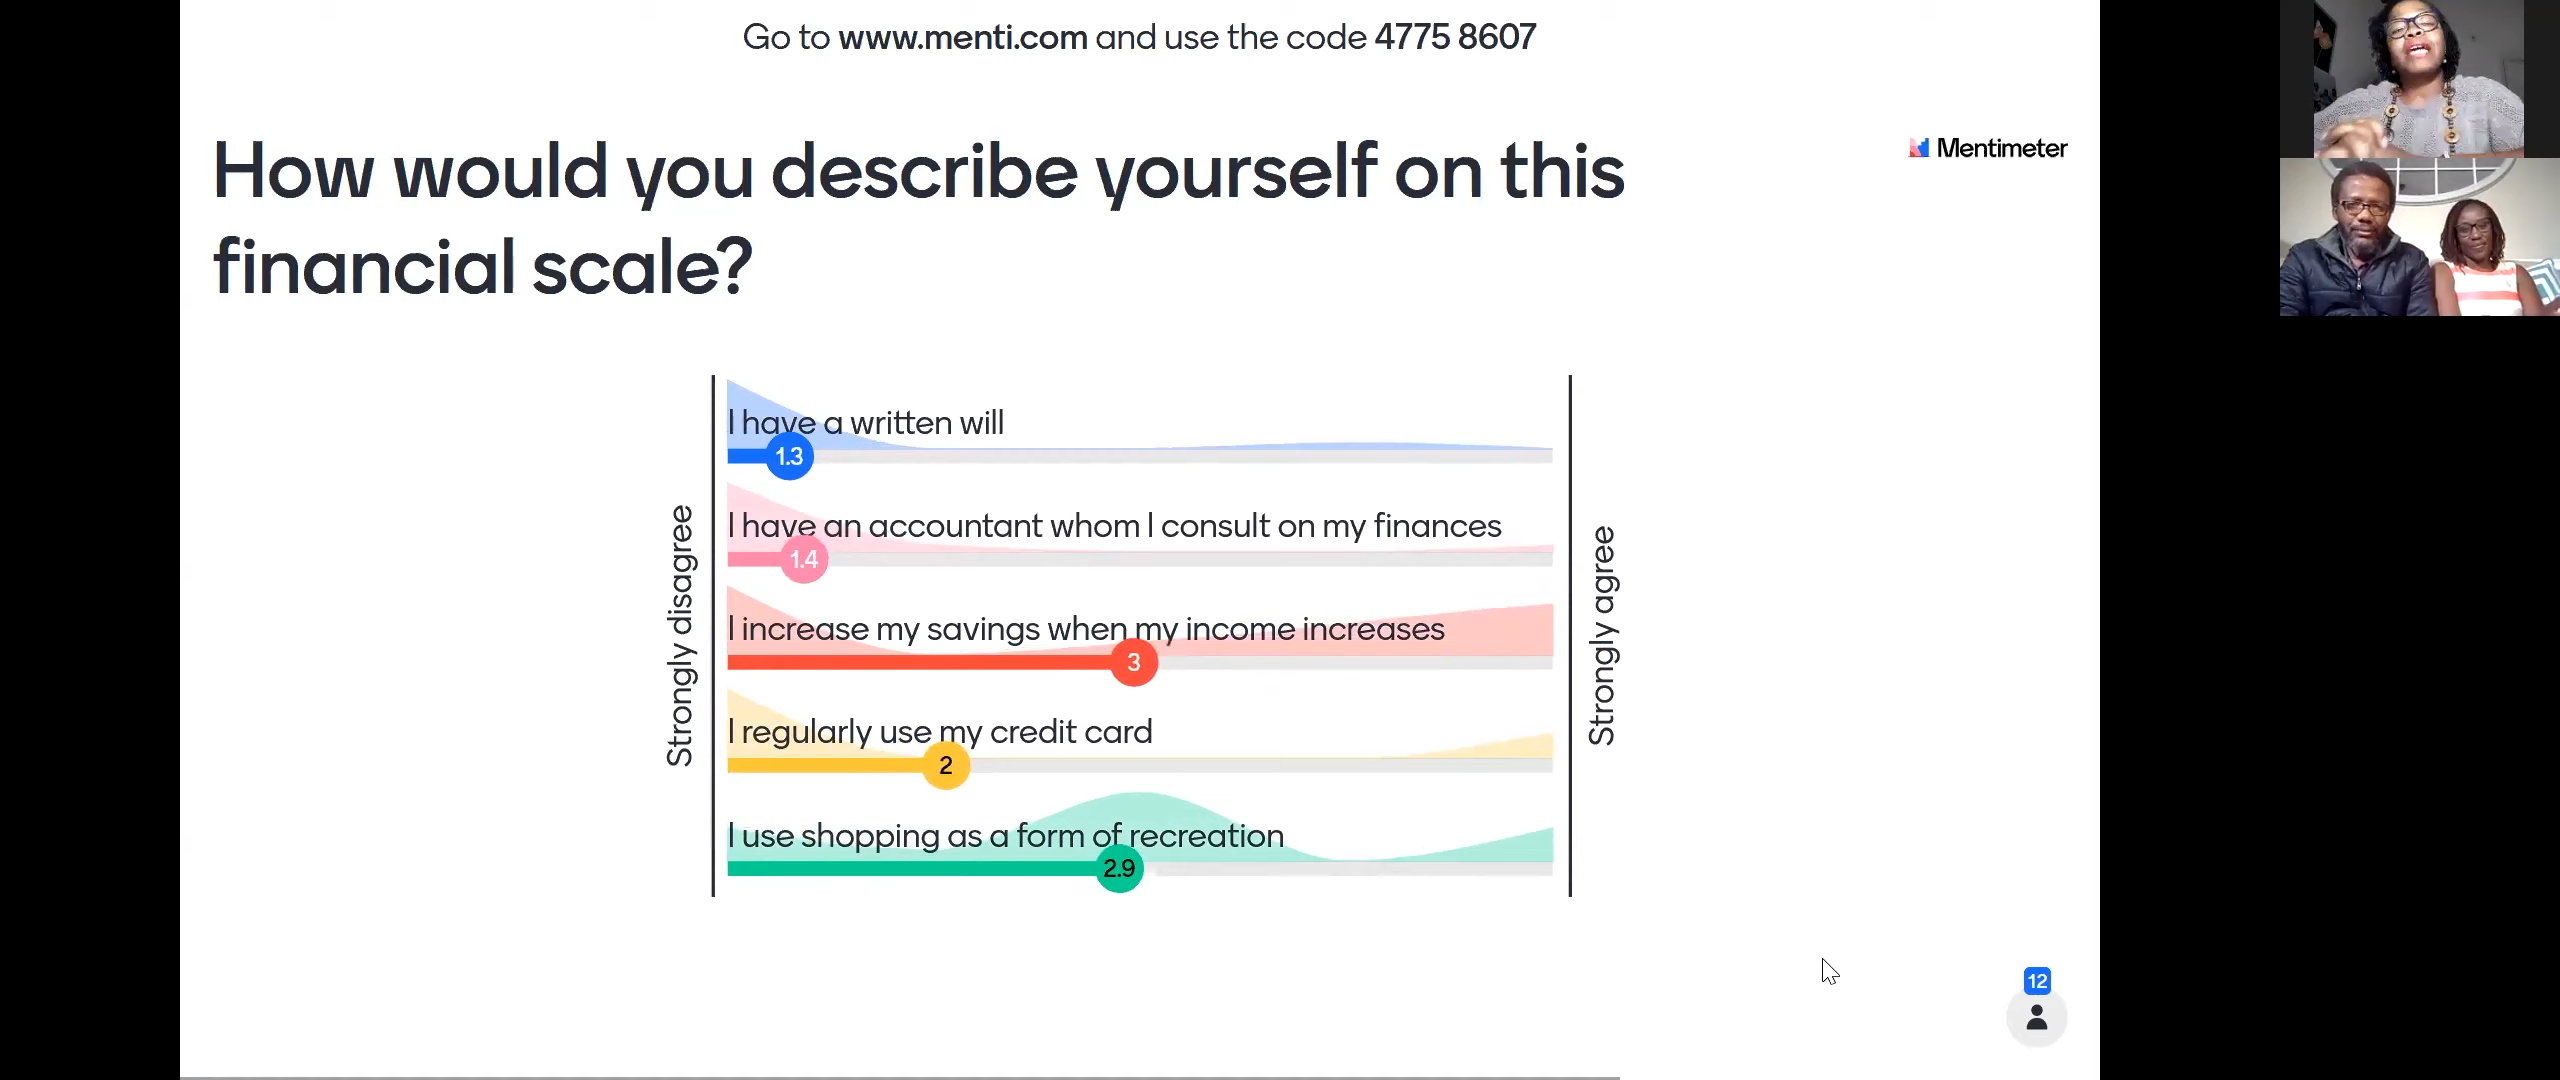 Go to www.menti.com and use the code 4775 8607
How would you describe yourself on this
financial scale?
Mentimeter
Strongly disagree
I have a written will
1.3
I have an accountant whom I consult on my finances
1.4
I increase my savings when my income increases
3
I regularly use my credit card
2
I use shopping as a form of recreation
2.9
Strongly agree
12